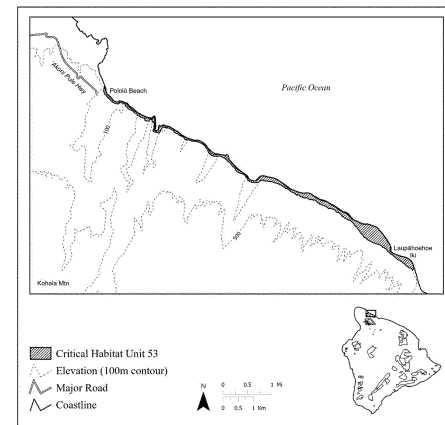 Akoni Pule Hwy
Pololū Beach
Pacific Ocean
100
500
Laupāhoehoe
Iki
Kohala Mtn
Critical Habitat Unit 53
Elevation (100m contour)
Major Road
Coastline
N
0 0.5 1 Mi
0 0.5 1 Km